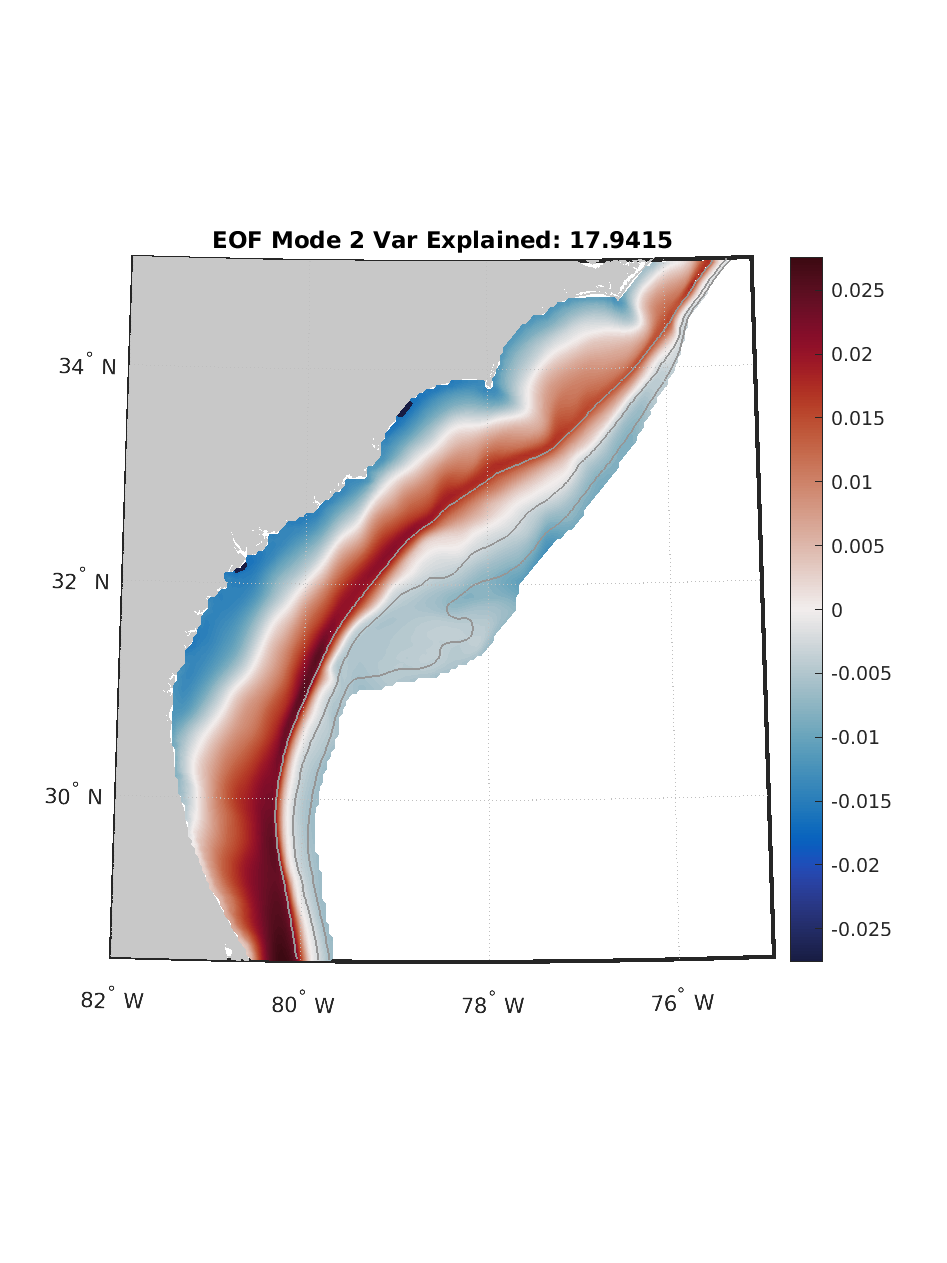 EOF Mode 2 Var Explained: 17.9415
34° N
32° N
30° N
82° W
80° W
78° W
76° W
0.025
0.02
0.015
0.01
0.005
0
-0.005
-0.01
-0.015
-0.02
-0.025